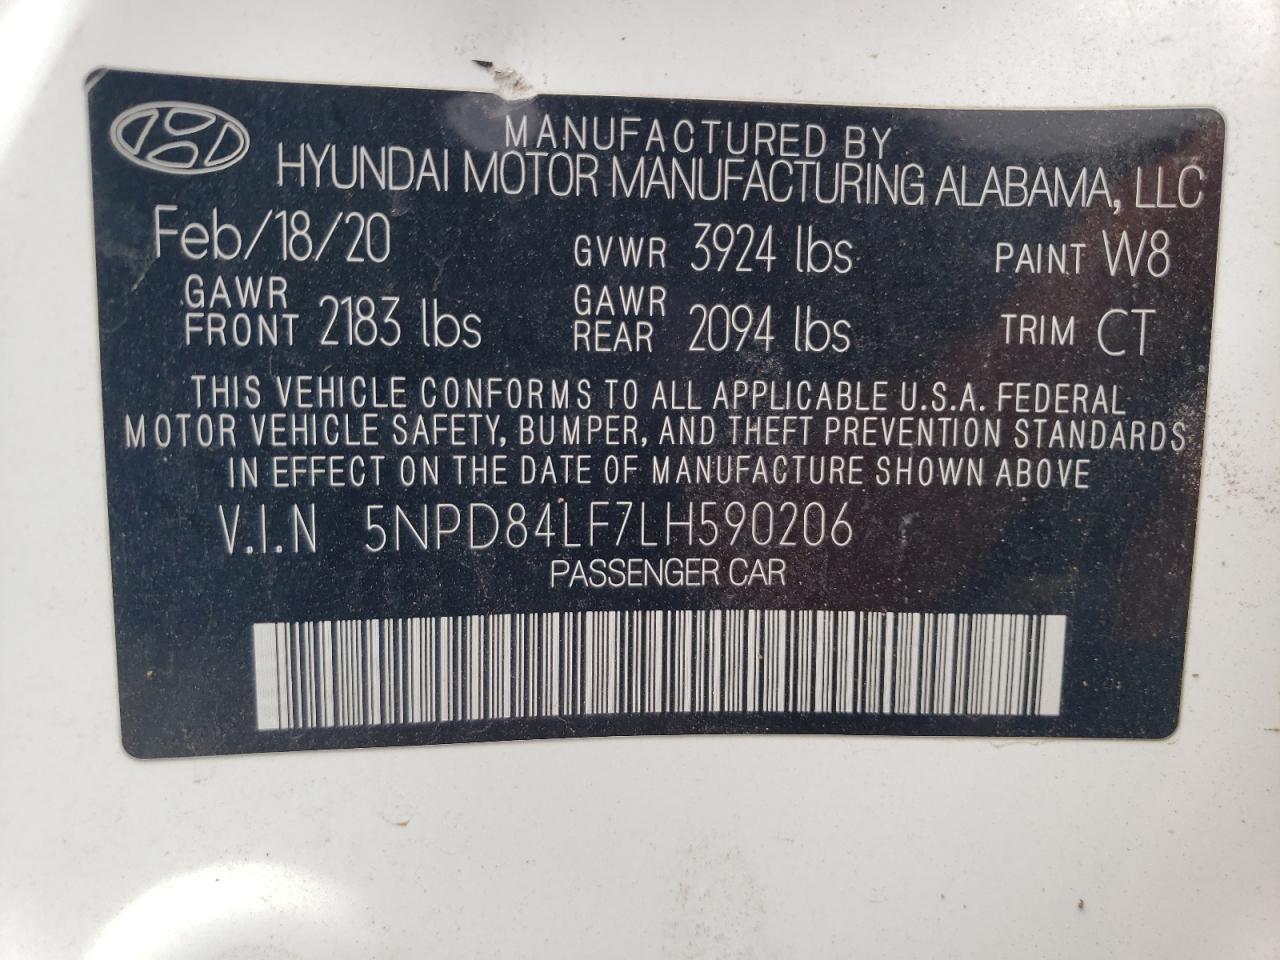 MANUFACTURED BY
HYUNDAI MOTOR MANUFACTURING ALABAMA, LLC
Feb/18/20 GVWR 3924 lbs PAINT W8
GAWR FRONT 2183 lbs GAWR REAR 2094 lbs TRIM CT
THIS VEHICLE CONFORMS TO ALL APPLICABLE U.S.A. FEDERAL
MOTOR VEHICLE SAFETY, BUMPER, AND THEFT PREVENTION STANDARDS
IN EFFECT ON THE DATE OF MANUFACTURE SHOWN ABOVE
V.I.N 5NPD84LF7LH590206
PASSENGER CAR